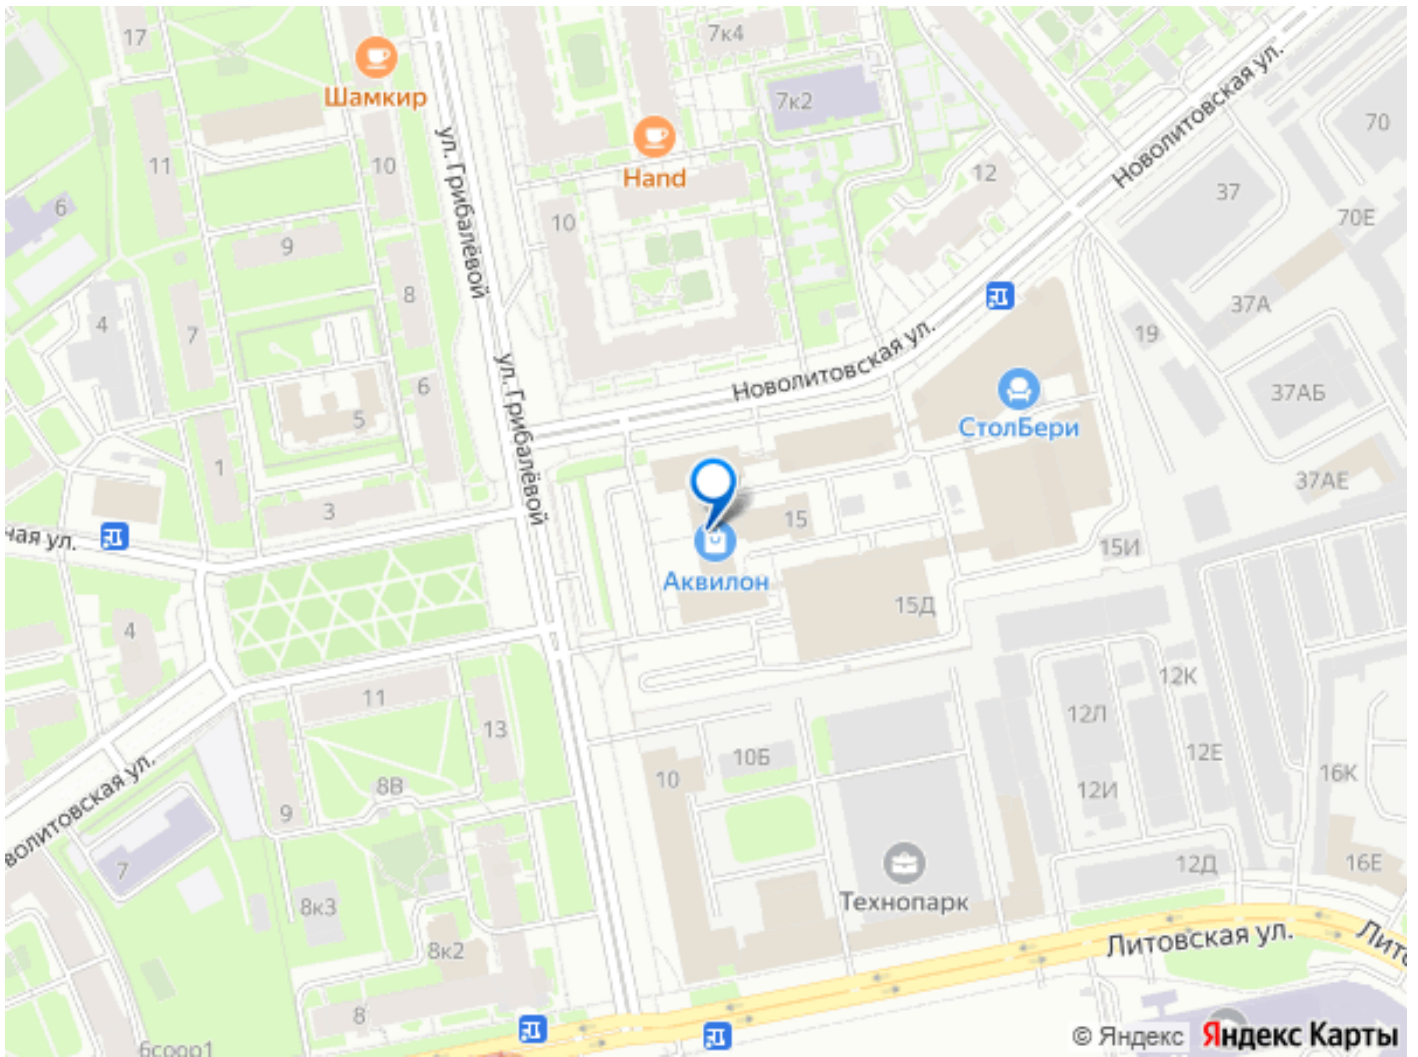 17
7к4
Шамкир
7к2
70
Новолитовская ул.
11
10
ул. Грибалёвой
Hand
12
37
6
70Е
10
9
8
37А
4
7
19
ул. Грибалёвой
Новолитовская ул.
6
37АБ
5
СтолБери
1
37АЕ
3
15
ная ул.
15И
Аквилон
15Д
4
12К
11
12Л
13
12Е
10
10Б
16К
8В
12И
9
волитовская ул.
7
12Д
16Е
Технопарк
8к3
Литовская ул.
Лито
8к2
8
6соор1
© Яндекс Яндекс Карты